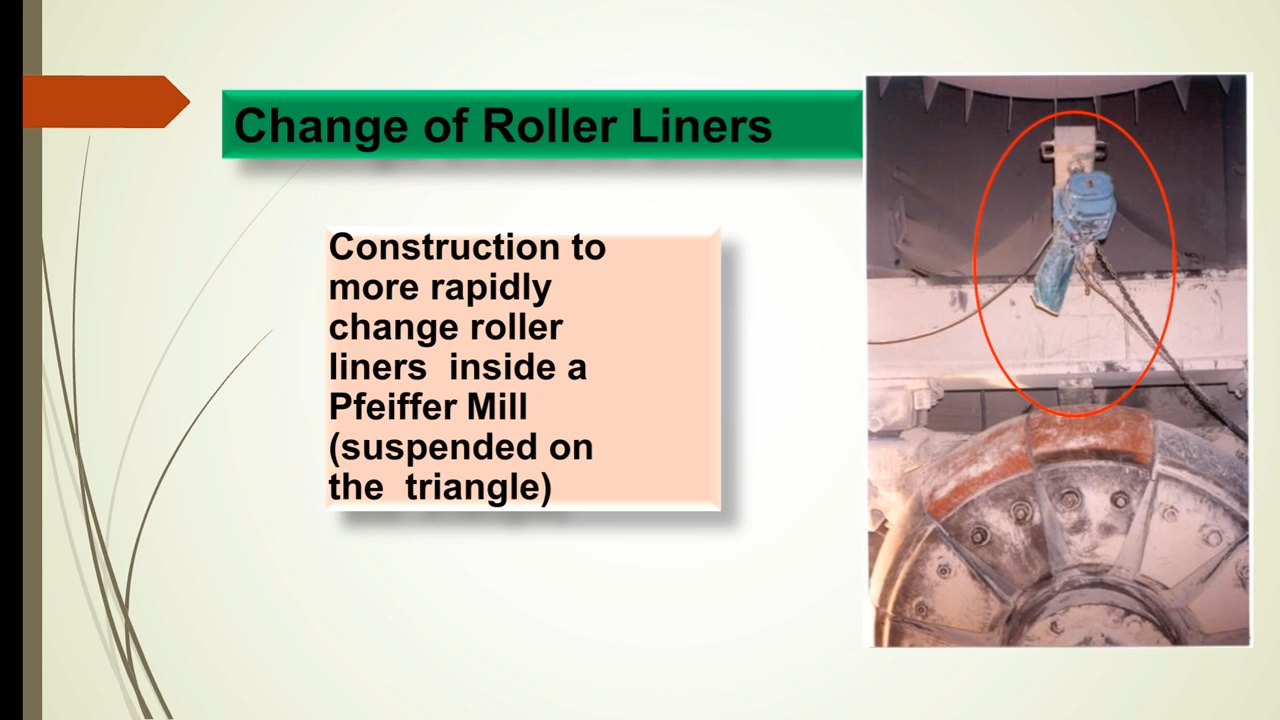 Change of Roller Liners
Construction to
more rapidly
change roller
liners  inside a
Pfeiffer Mill
(suspended on
the  triangle)